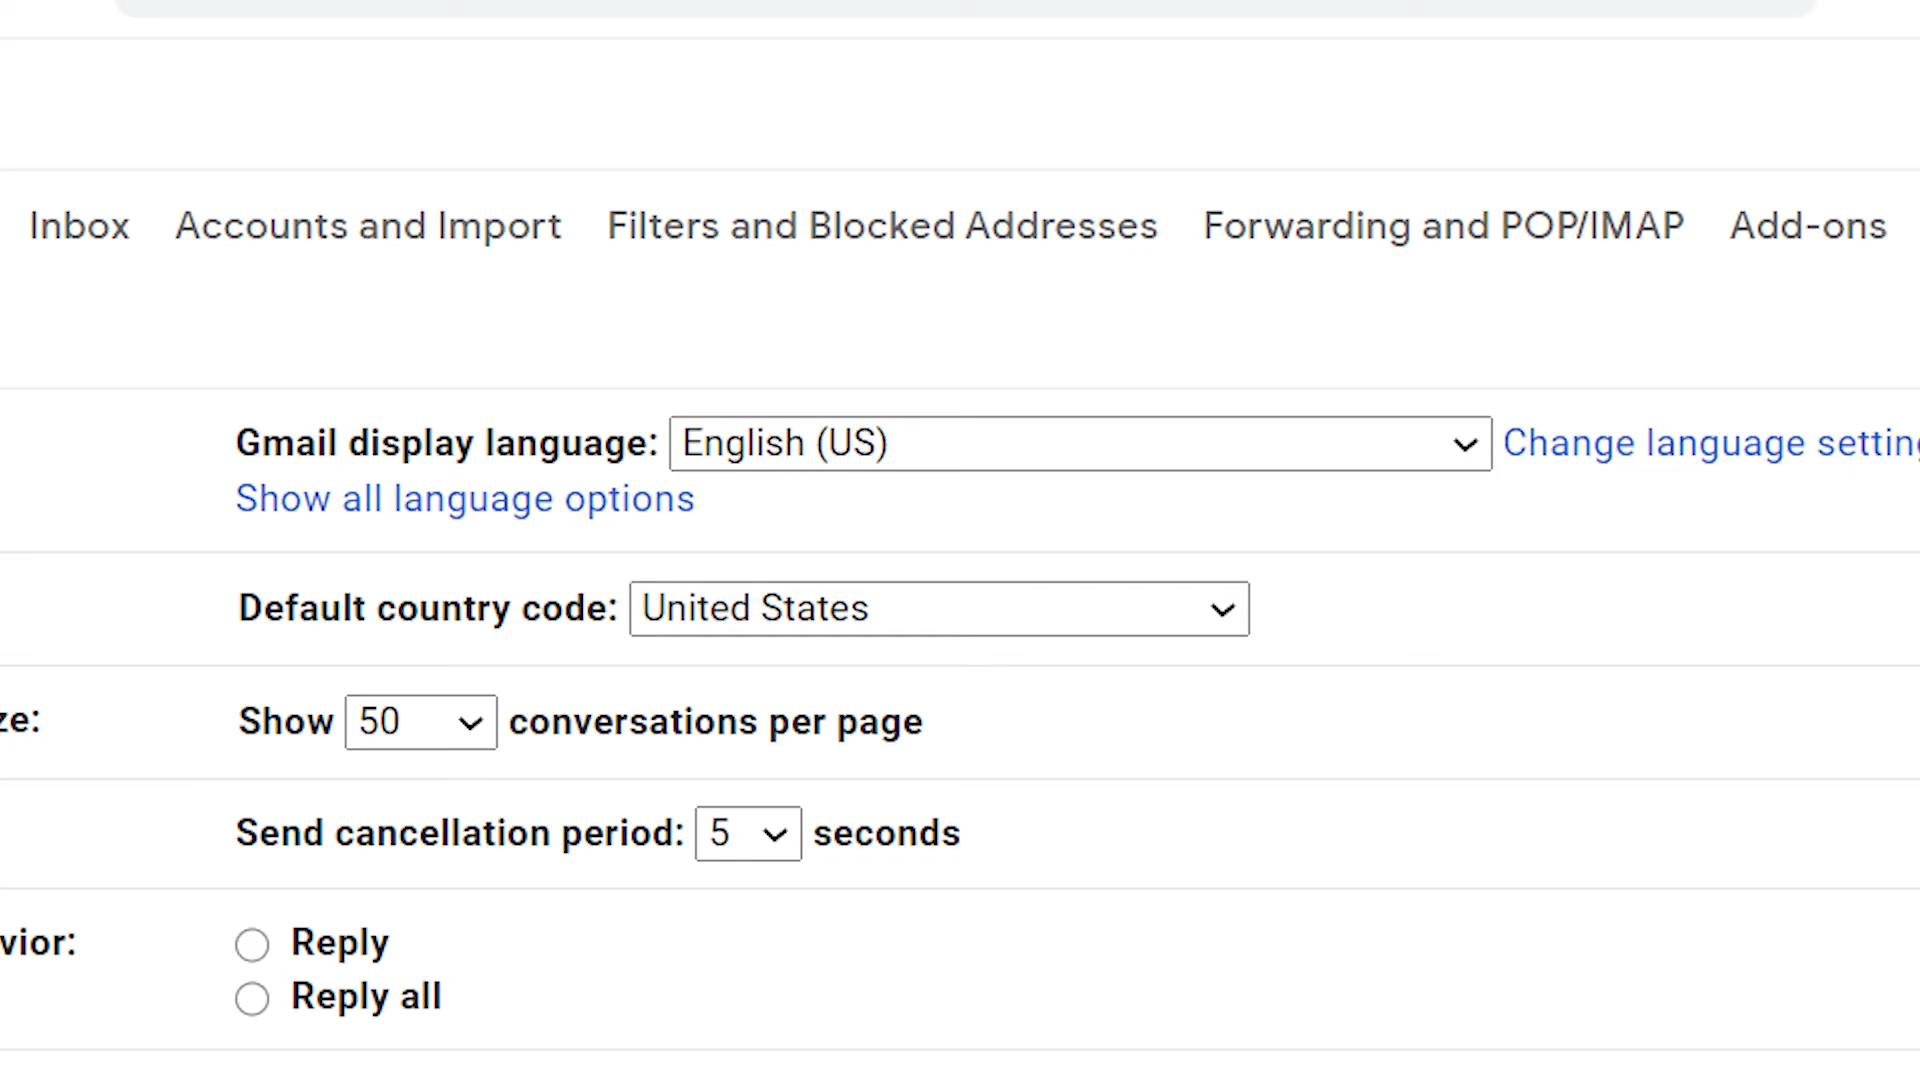 Inbox Accounts and Import Filters and Blocked Addresses Forwarding and POP/IMAP Add-ons
Gmail display language: English (US) Change language settin
Show all language options
Default country code: United States
ze: Show 50 conversations per page
Send cancellation period: 5 seconds
vior: Reply
Reply all